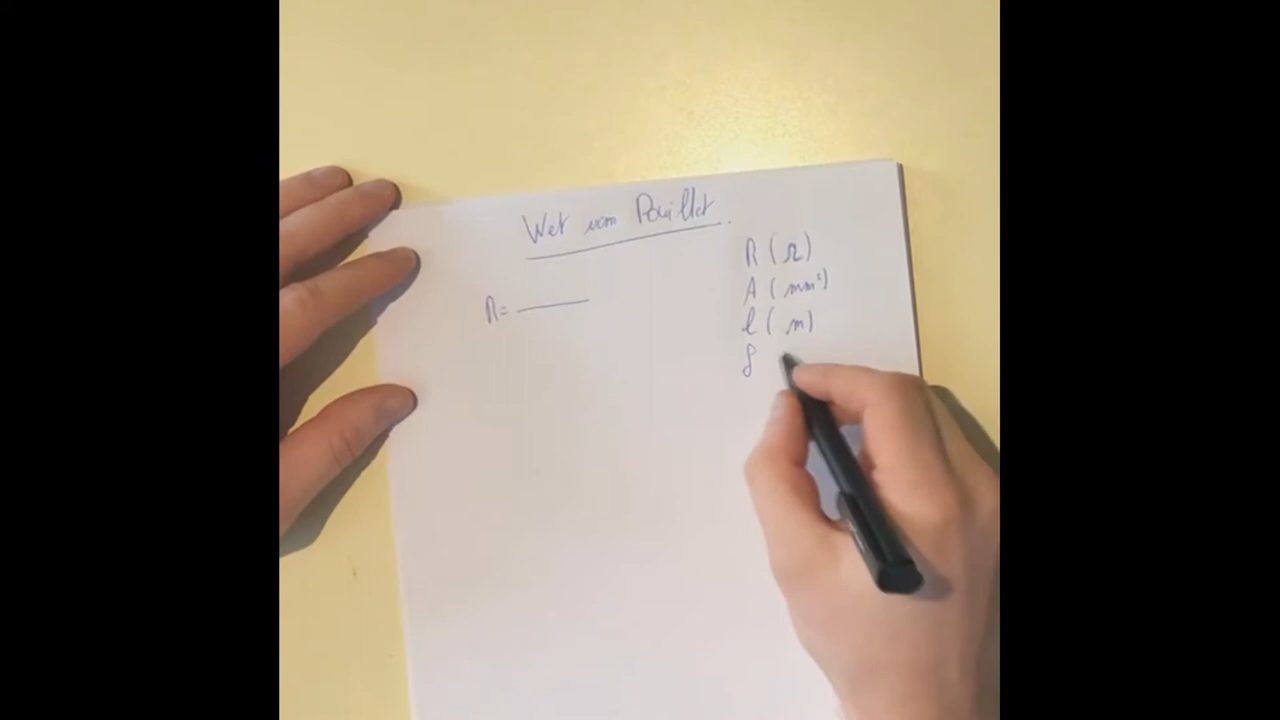 Wet van Pouillet.
R (Ω)
A (mm²)
R=
l (m)
ρ